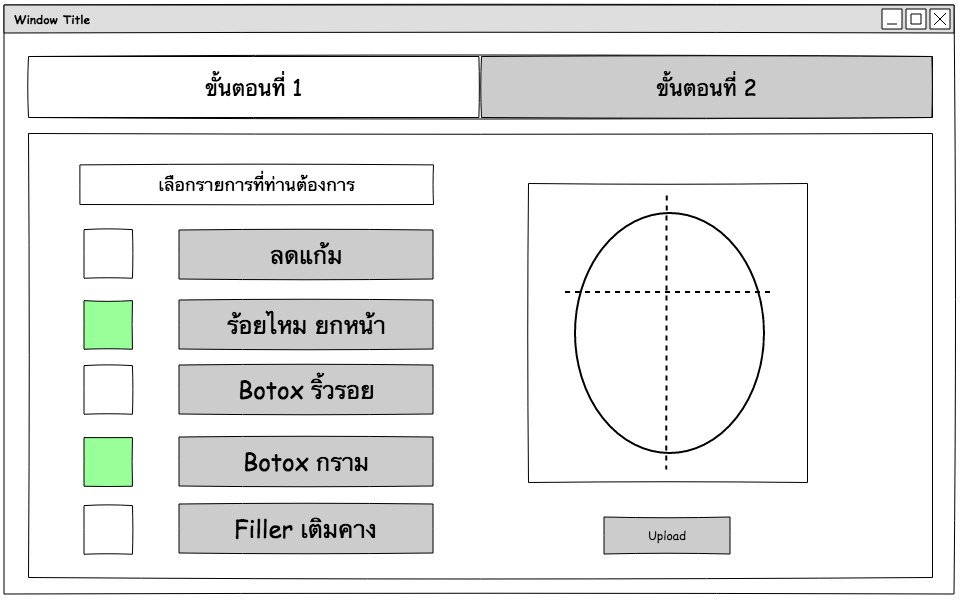 Window Title
ขั้นตอนที่ 1
ขั้นตอนที่ 2
เลือกรายการที่ท่านต้องการ
ลดแก้ม
ร้อยไหม ยกหน้า
Botox ริ้วรอย
Botox กราม
Filler เติมคาง
Upload